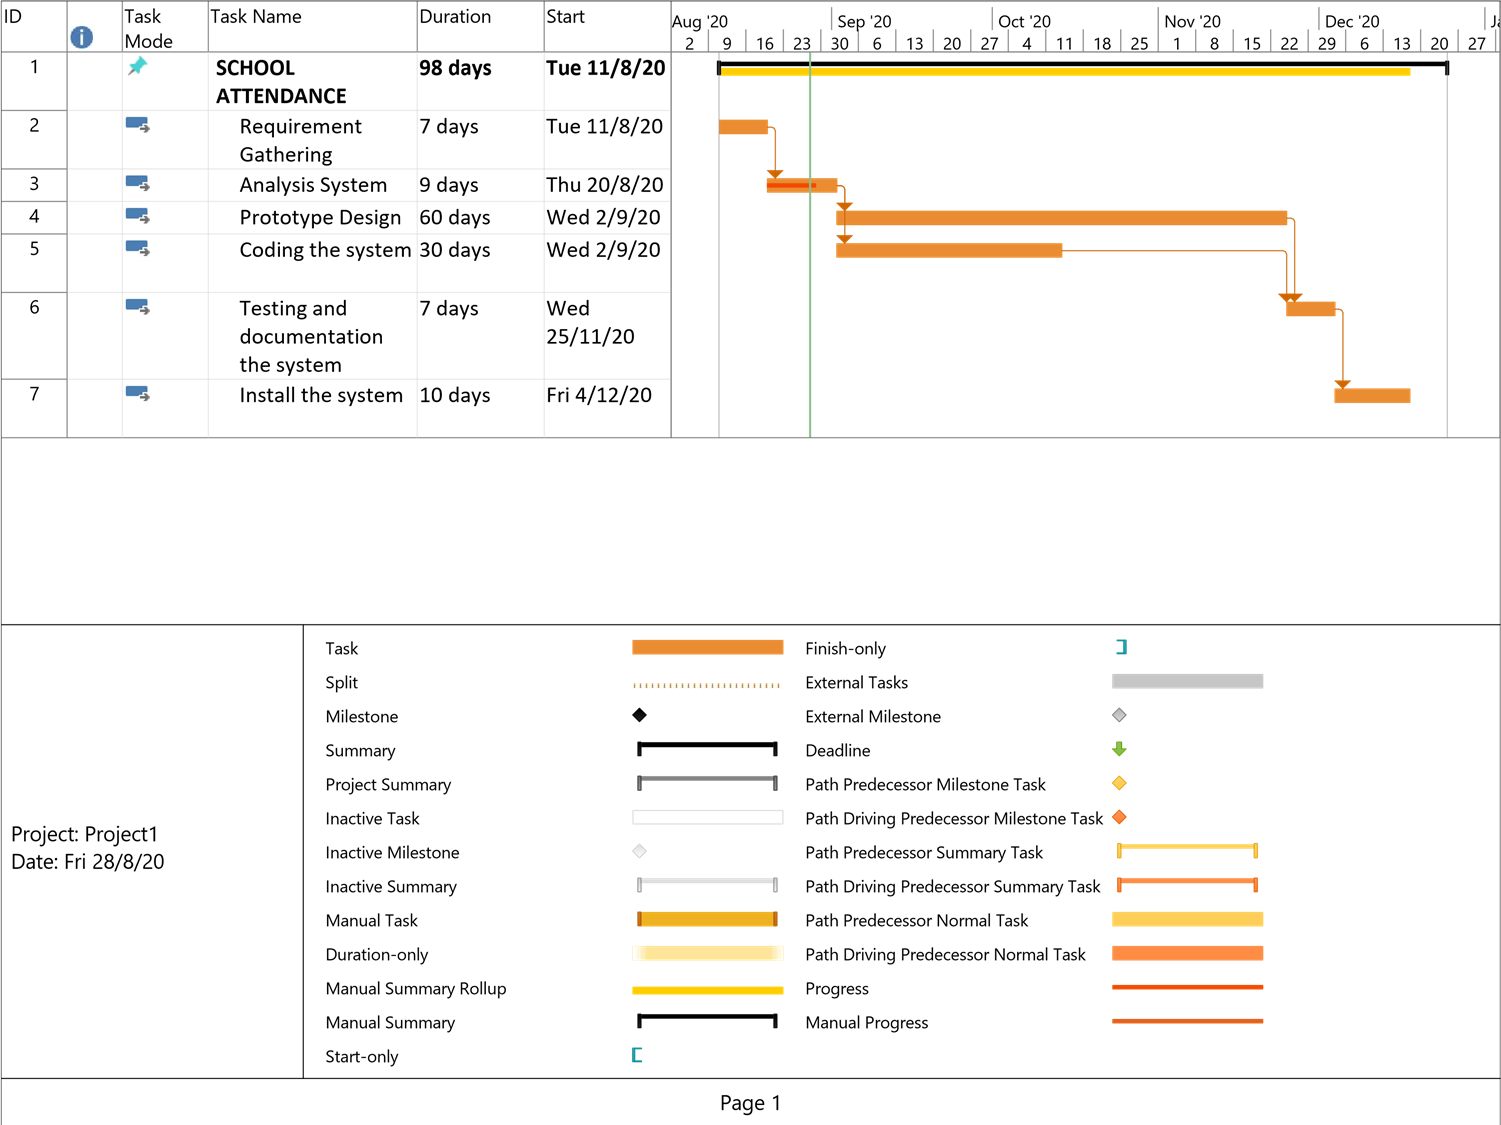 ID Task Mode Task Name Duration Start
Aug '20 Sep '20 Oct '20 Nov '20 Dec '20
2 9 16 23 30 6 13 20 27 4 11 18 25 1 8 15 22 29 6 13 20 27
1 SCHOOL ATTENDANCE 98 days Tue 11/8/20
2 Requirement Gathering 7 days Tue 11/8/20
3 Analysis System 9 days Thu 20/8/20
4 Prototype Design 60 days Wed 2/9/20
5 Coding the system 30 days Wed 2/9/20
6 Testing and documentation the system 7 days Wed 25/11/20
7 Install the system 10 days Fri 4/12/20
Project: Project1
Date: Fri 28/8/20
Task
Split
Milestone
Summary
Project Summary
Inactive Task
Inactive Milestone
Inactive Summary
Manual Task
Duration-only
Manual Summary Rollup
Manual Summary
Start-only
Finish-only
External Tasks
External Milestone
Deadline
Path Predecessor Milestone Task
Path Driving Predecessor Milestone Task
Path Predecessor Summary Task
Path Driving Predecessor Summary Task
Path Predecessor Normal Task
Path Driving Predecessor Normal Task
Progress
Manual Progress
Page 1